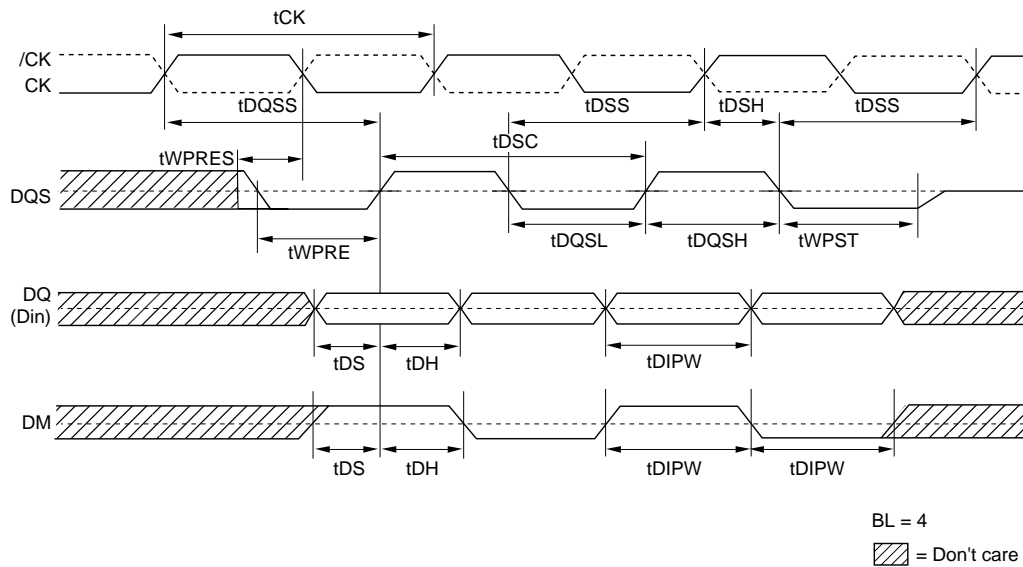 tCK
/CK
CK
tDQSS
tDSS
tDSH
tDSS
tWPRES
tDSC
DQS
tWPRE
tDQSL
tDQSH
tWPST
DQ
(Din)
tDS
tDH
tDIPW
DM
tDS
tDH
tDIPW
tDIPW
BL = 4
= Don't care